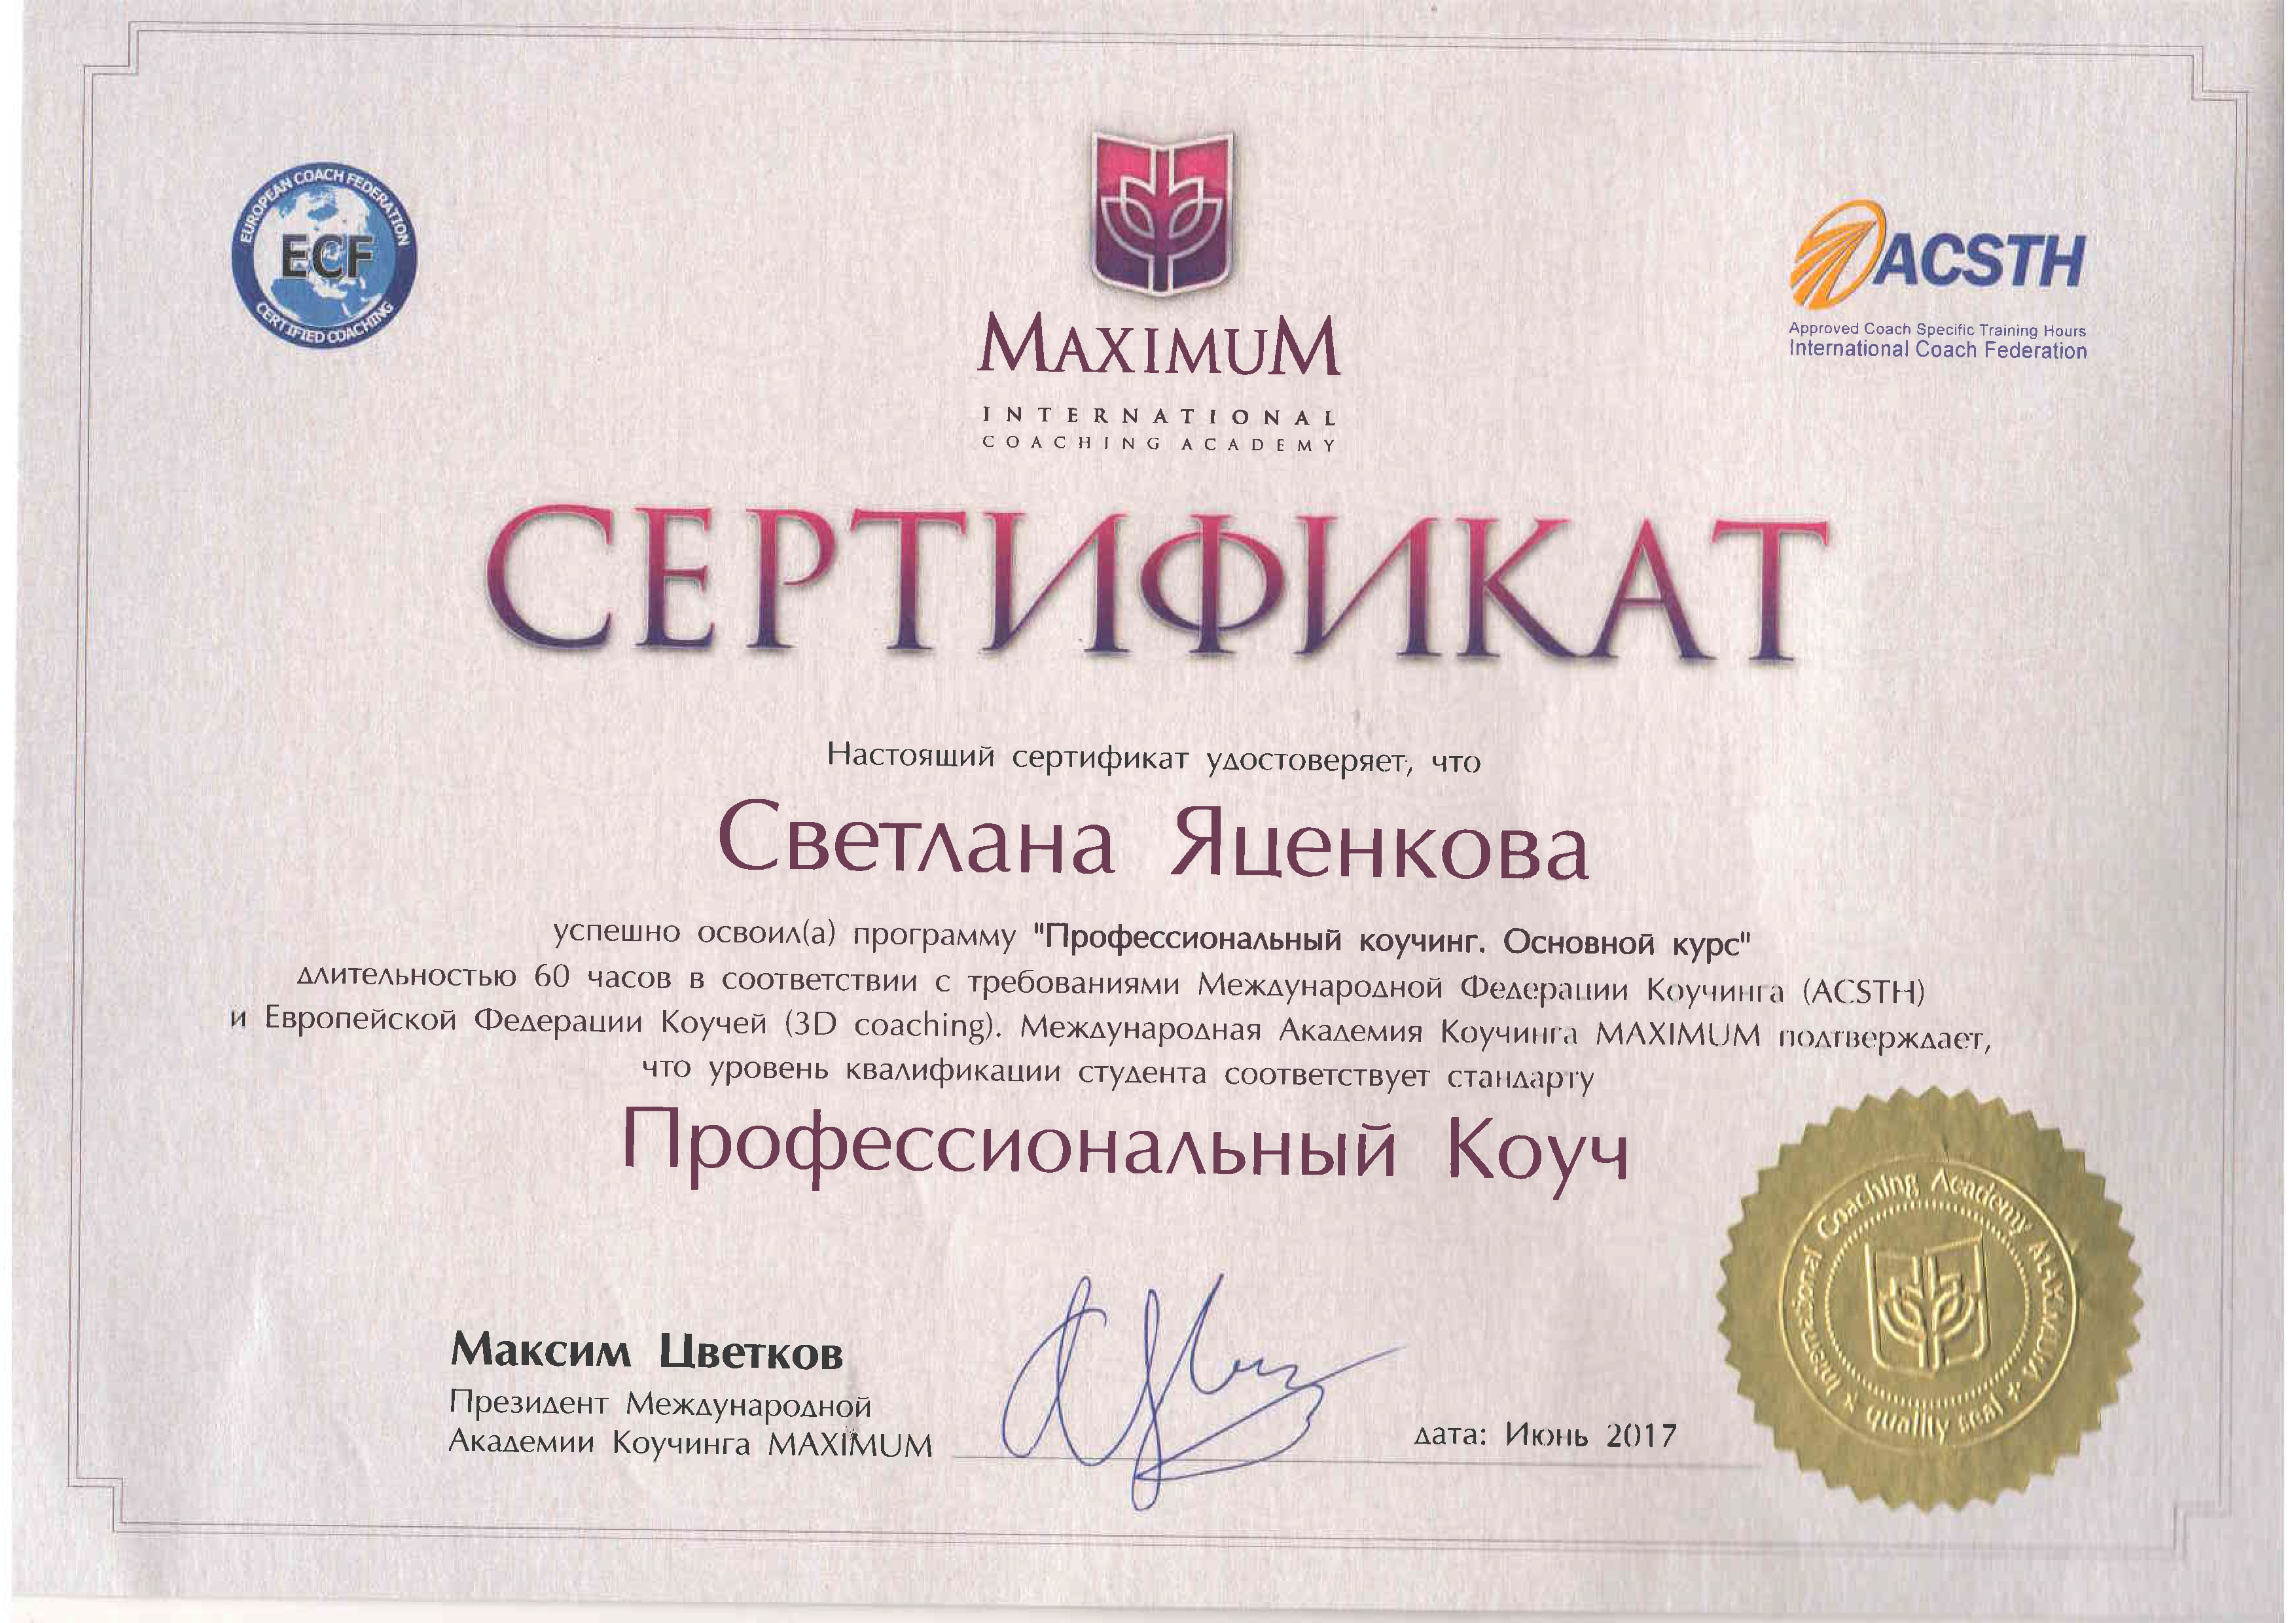 EUROPEAN COACH FEDERATION
ECF
CERTIFIED COACHING
MAXIMUM
INTERNATIONAL
COACHING ACADEMY
ACSTH
Approved Coach Specific Training Hours
International Coach Federation
СЕРТИФИКАТ
Настоящий сертификат удостоверяет, что
Светлана Яценкова
успешно освоил(а) программу "Профессиональный коучинг. Основной курс"
длительностью 60 часов в соответствии с требованиями Международной Федерации Коучинга (ACSTH)
и Европейской Федерации Коучей (3D coaching). Международная Академия Коучинга MAXIMUM подтверждает,
что уровень квалификации студента соответствует стандарту
Профессиональный Коуч
Максим Цветков
Президент Международной
Академии Коучинга MAXIMUM
дата: Июнь 2017
International Coaching Academy MAXIMUM
quality seal